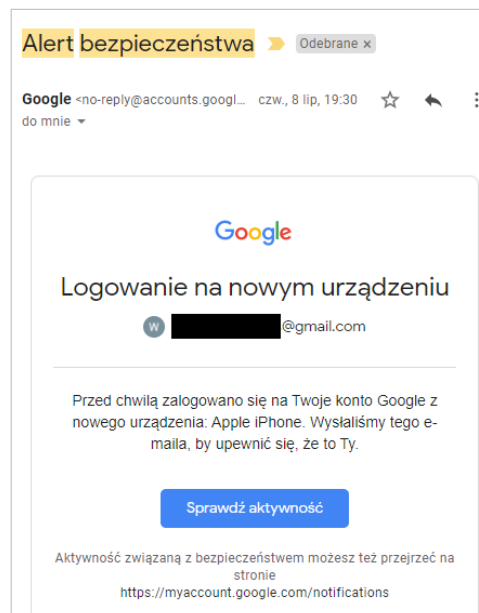 Alert bezpieczeństwa Odebrane x
Google <no-reply@accounts.googl... czw., 8 lip, 19:30
do mnie
Google
Logowanie na nowym urządzeniu
W @gmail.com
Przed chwilą zalogowano się na Twoje konto Google z
nowego urządzenia: Apple iPhone. Wysłaliśmy tego e-
maila, by upewnić się, że to Ty.
Sprawdź aktywność
Aktywność związaną z bezpieczeństwem możesz też przejrzeć na
stronie
https://myaccount.google.com/notifications